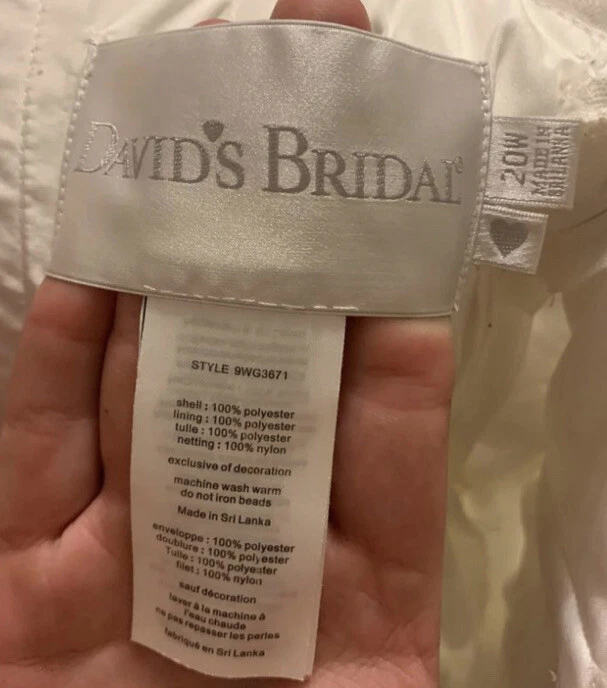 DAVID'S BRIDAL®
20W
MADE IN
SRI LANKA
STYLE 9WG3671
shell : 100% polyester
lining : 100% polyester
tulle : 100% polyester
netting : 100% nylon
exclusive of decoration
machine wash warm
do not iron beads
Made in Sri Lanka
enveloppe : 100% polyester
doublure : 100% polyester
Tulle : 100% polyester
filet : 100% nylon
sauf décoration
laver à la machine à
l'eau chaude
ne pas repasser les perles
fabriqué en Sri Lanka